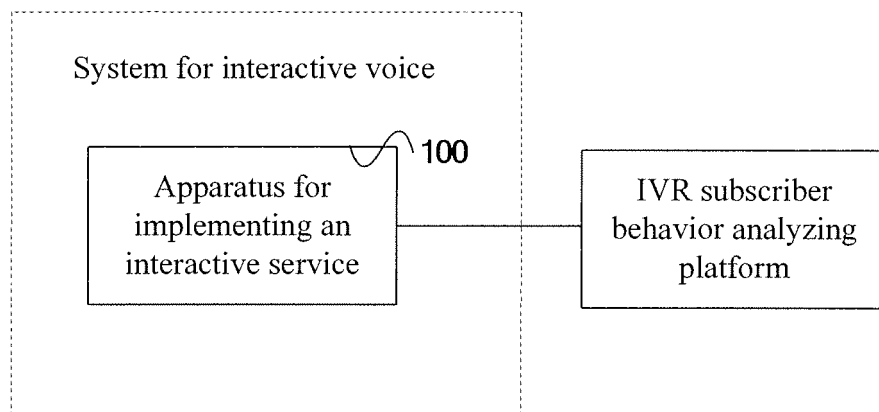 System for interactive voice
100
Apparatus for
implementing an
interactive service
IVR subscriber
behavior analyzing
platform